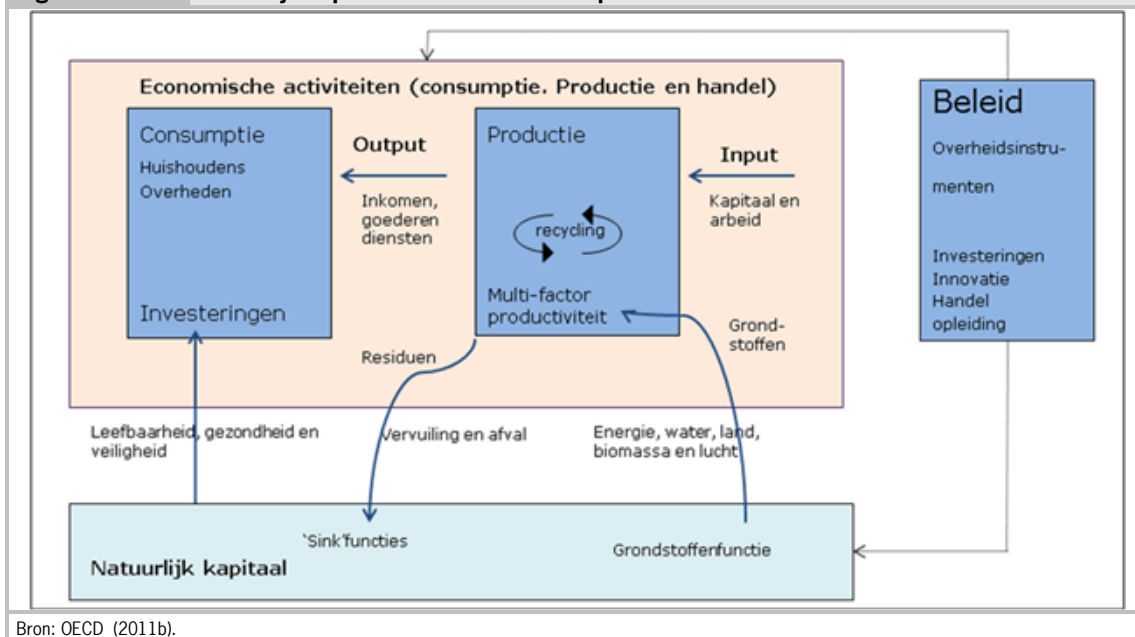 Economische activiteiten (consumptie. Productie en handel)
Consumptie
Huishoudens
Overheden
Investeringen
Output
Inkomen,
goederen
diensten
Productie
recycling
Multi-factor
productiviteit
Input
Kapitaal en
arbeid
Grond-
stoffen
Residuen
Beleid
Overheidsinstru-
menten
Investeringen
Innovatie
Handel
opleiding
Leefbaarheid, gezondheid en
veiligheid
Vervuiling en afval
Energie, water, land,
biomassa en lucht
'Sink'functies
Grondstoffenfunctie
Natuurlijk kapitaal
Bron: OECD (2011b).